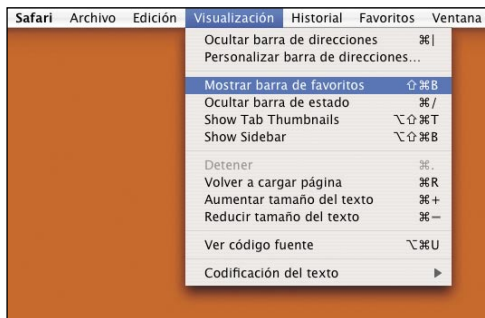 Safari Archivo Edición Visualización Historial Favoritos Ventana
Ocultar barra de direcciones ⌘|
Personalizar barra de direcciones...
Mostrar barra de favoritos ⇧⌘B
Ocultar barra de estado ⌘/
Show Tab Thumbnails ⌥⇧⌘T
Show Sidebar ⌥⇧⌘B
Detener ⌘.
Volver a cargar página ⌘R
Aumentar tamaño del texto ⌘+
Reducir tamaño del texto ⌘−
Ver código fuente ⌥⌘U
Codificación del texto ▶